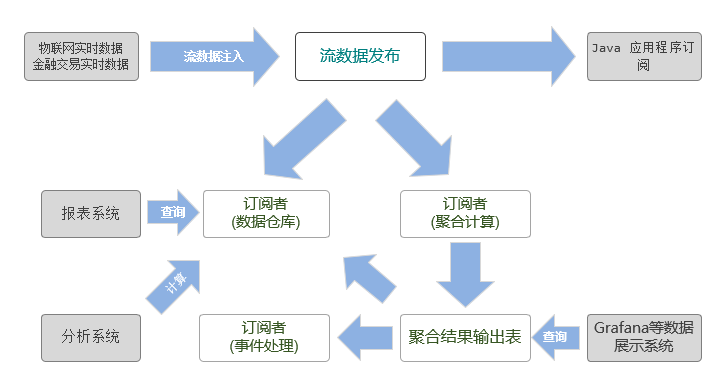 物联网实时数据
金融交易实时数据
流数据注入
流数据发布
Java 应用程序订
阅
报表系统
查询
订阅者
(数据仓库)
订阅者
(聚合计算)
计算
分析系统
订阅者
(事件处理)
聚合结果输出表
查询
Grafana等数据
展示系统